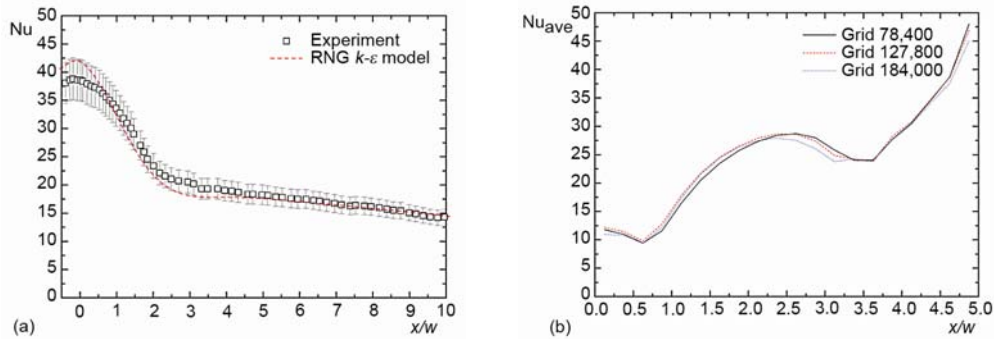 50
Nu
45
40
35
30
25
20
15
10
5
0
Experiment
RNG k-ε model
0 1 2 3 4 5 6 7 8 9 10
x/w
(a)
50
Nuave
45
40
35
30
25
20
15
10
5
0
Grid 78,400
Grid 127,800
Grid 184,000
0.0 0.5 1.0 1.5 2.0 2.5 3.0 3.5 4.0 4.5 5.0
x/w
(b)